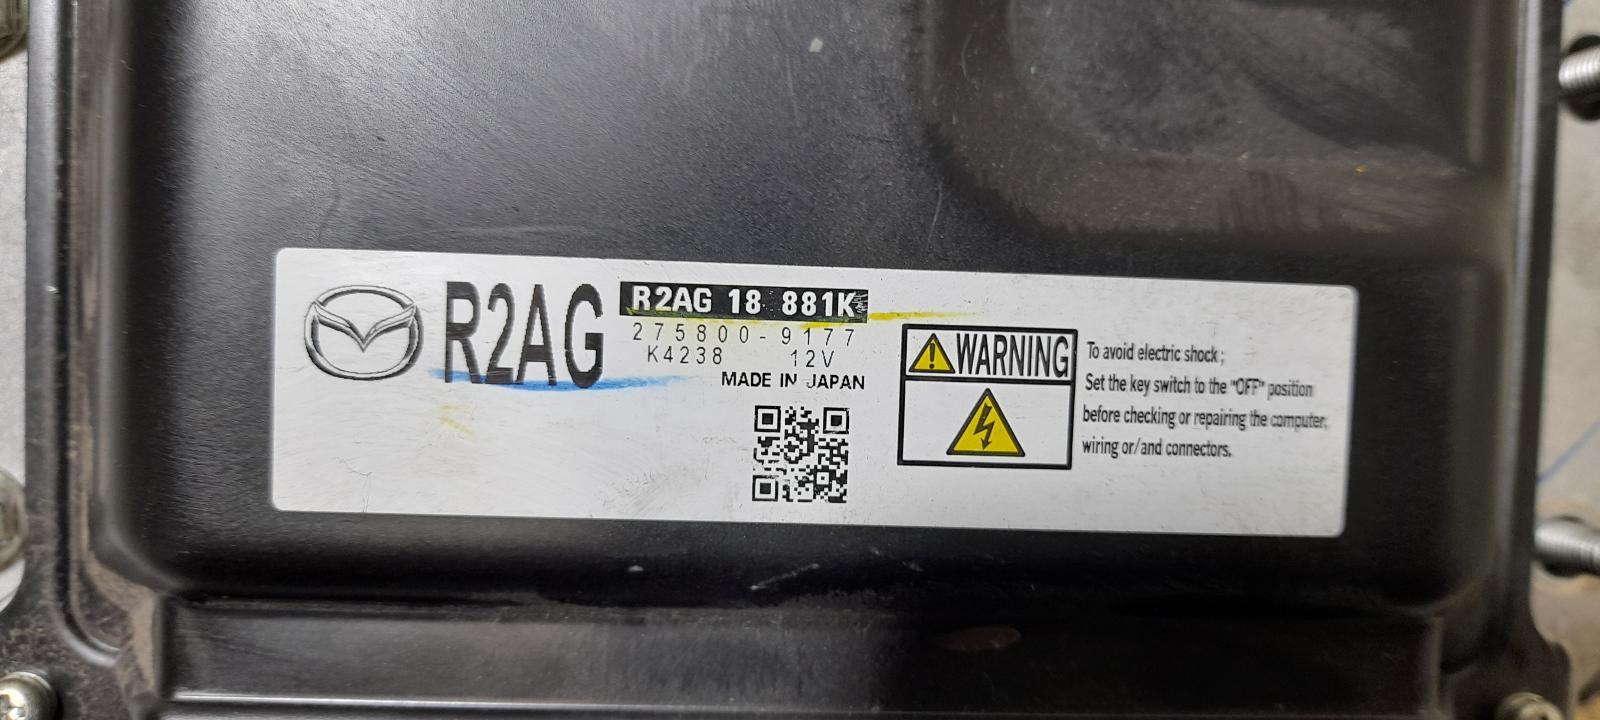 R2AG
R2AG 18 881K
275800-9177
K4238 12V
MADE IN JAPAN
WARNING
To avoid electric shock;
Set the key switch to the "OFF" position
before checking or repairing the computer,
wiring or/and connectors.